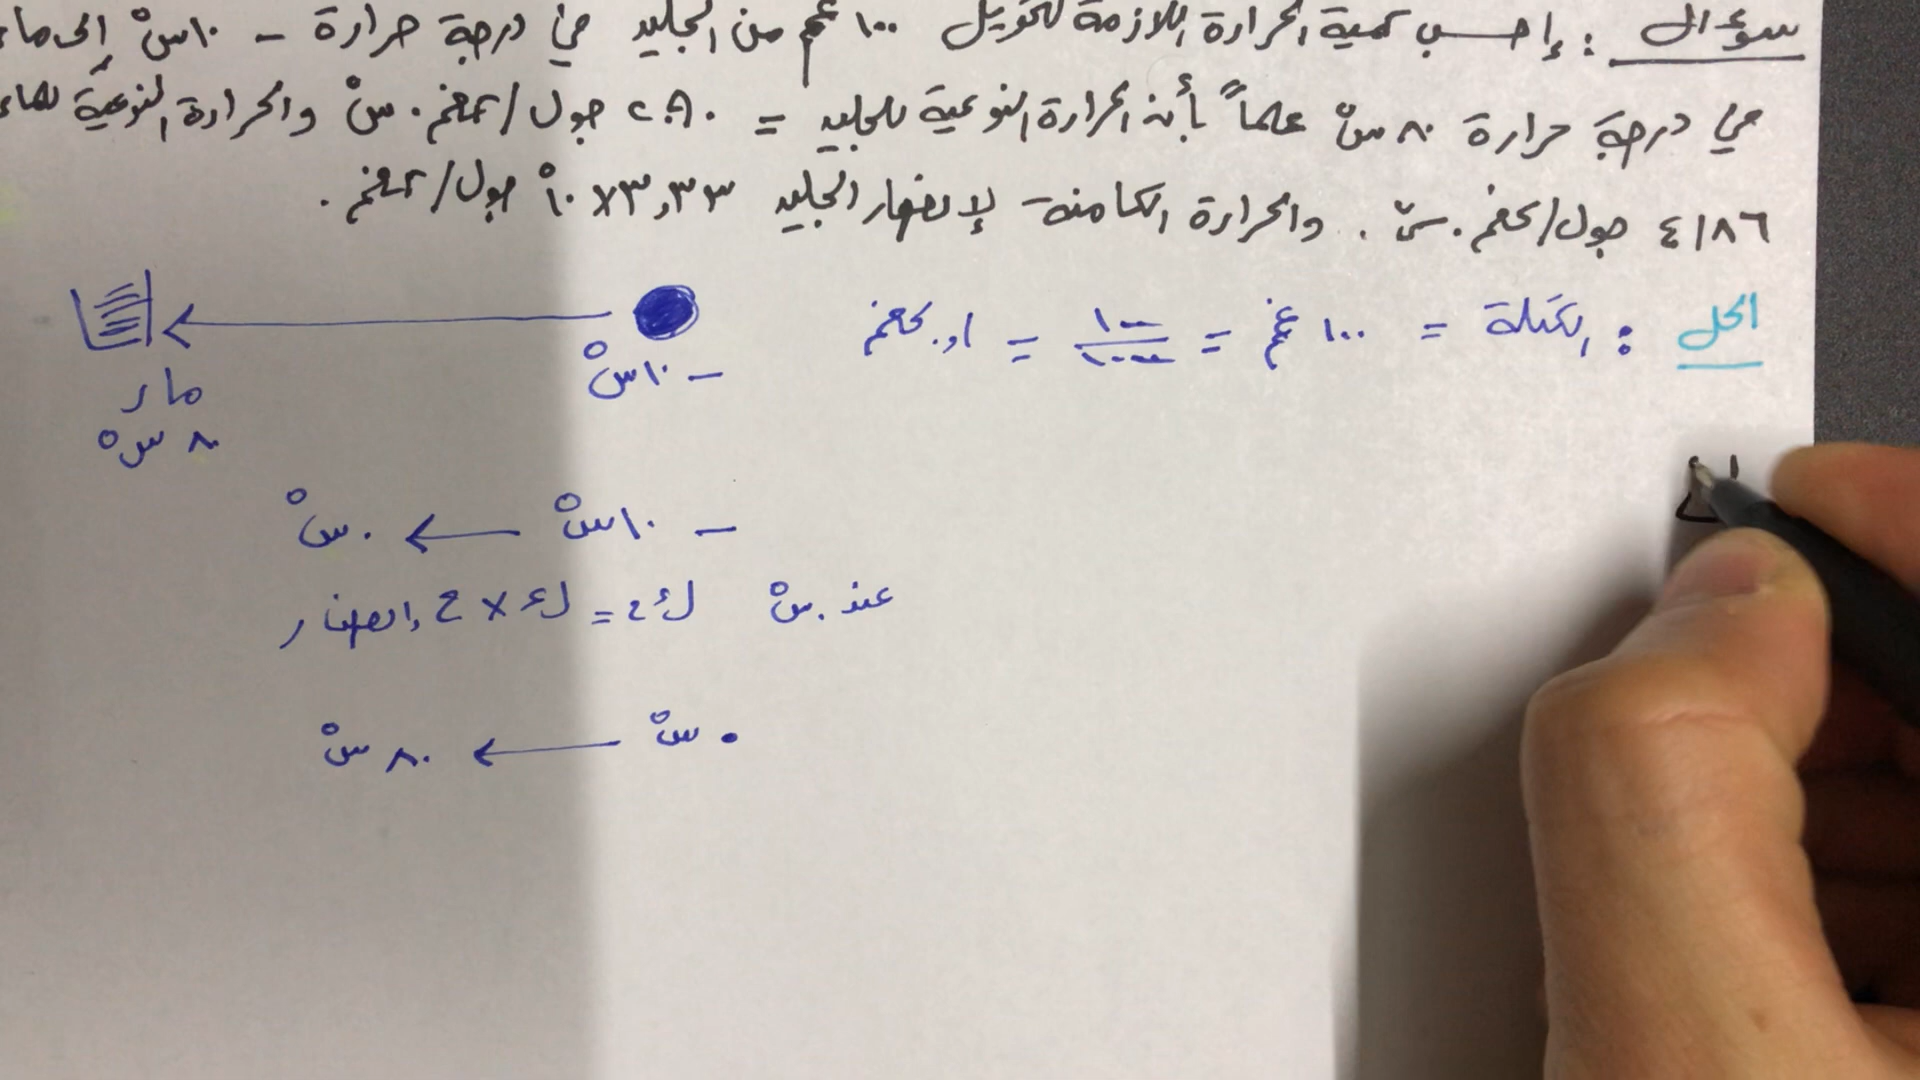 سؤال : إحسب كمية الحرارة اللازمة لتحويل ١٠٠ غم من الجليد في درجة حرارة - ١٠ سْ إلى ماء
في درجة حرارة ٨٠ سْ علماً بأن الحرارة النوعية للجليد = ٢٠٩٠ جول/كغم . سْ والحرارة النوعية للماء
٤١٨٦ جول/كغم . سْ . والحرارة الكامنة لإنصهار الجليد ٣,٣٣ × ١٠ جول/كغم .
الحل : الكتلة = ١٠٠ غم = ١٠٠/١٠٠٠ = ٠,١ كغم
- ١٠ سْ
ماء
٨٠ سْ
- ١٠ سْ ← ٠ سْ
عند ٠ سْ = ك × ح انصهار
٠ سْ ← ٨٠ سْ